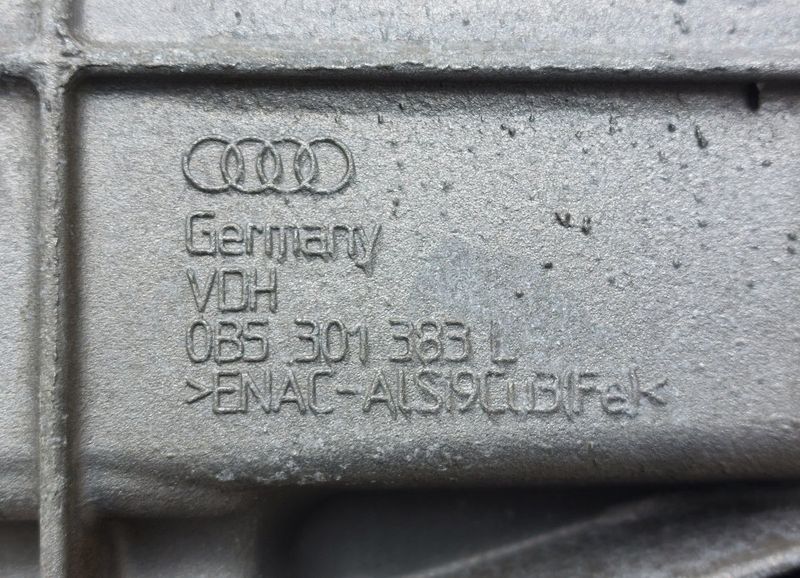 Germany
VDH
0B5 301 383 L
>ENAC-AlSi9Cu3(Fe)<